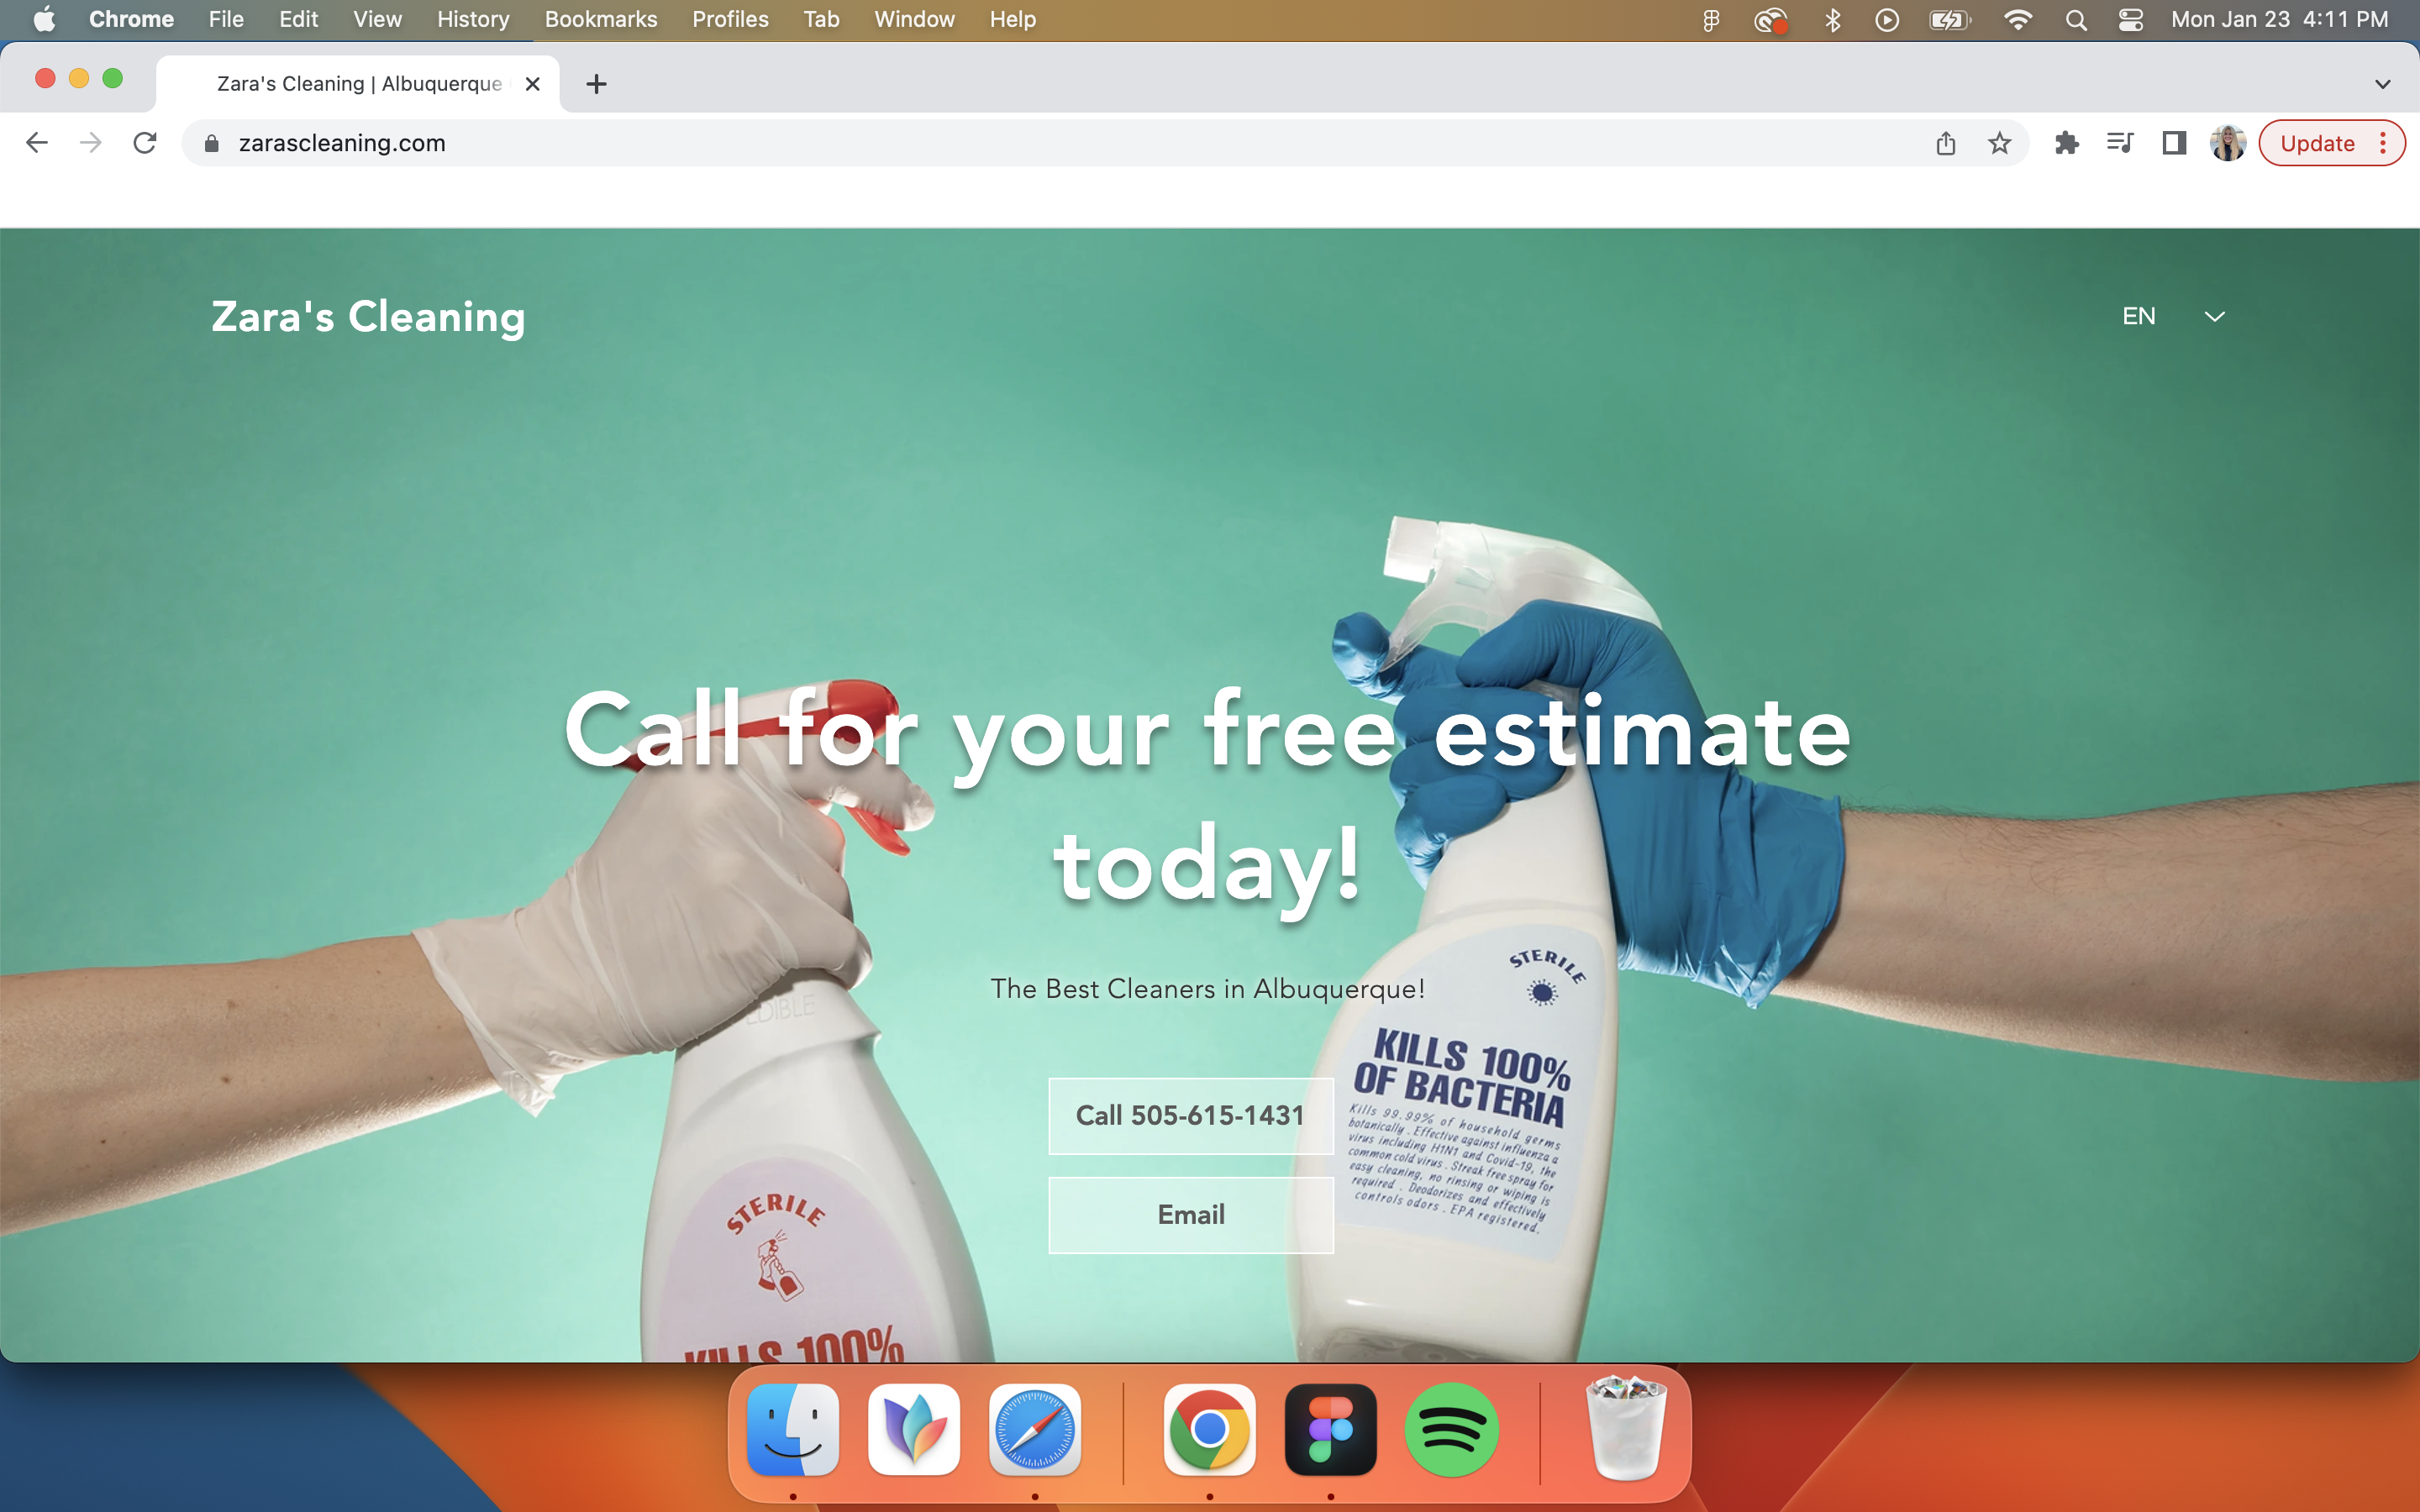 Chrome File Edit View History Bookmarks Profiles Tab Window Help Mon Jan 23 4:11 PM
Zara's Cleaning | Albuquerque
zarascleaning.com Update
Zara's Cleaning EN
Call for your free estimate
today!
The Best Cleaners in Albuquerque!
Call 505-615-1431
Email
EDIBLE
STERILE
KILLS 100%
STERILE
KILLS 100%
OF BACTERIA
Kills 99.99% of household germs
botanically . Effective against influenza a
virus including H1N1 and Covid-19, the
common cold virus . Streak free spray for
easy cleaning, no rinsing or wiping is
required . Deodorizes and effectively
controls odors . EPA registered.